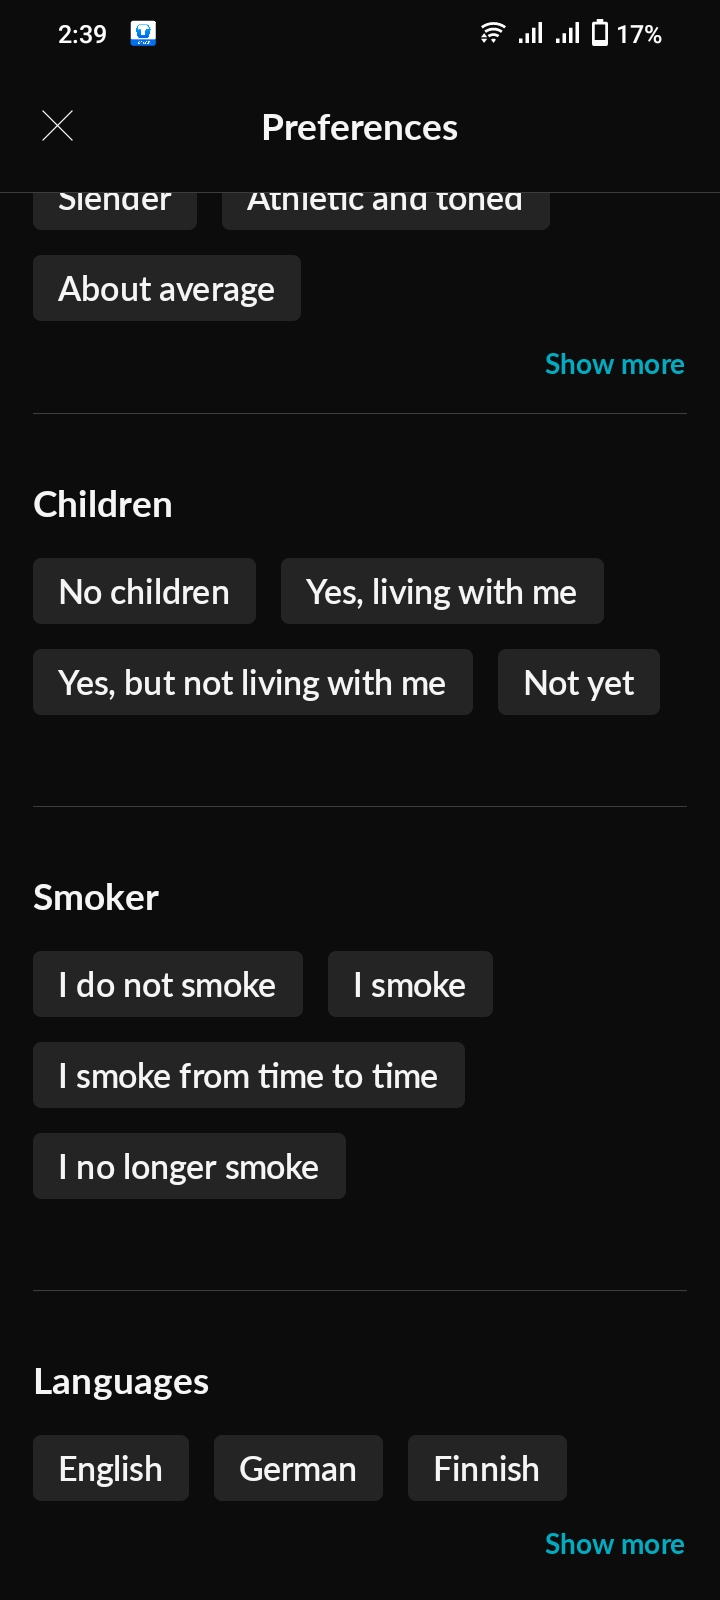 2:39 17%
Preferences
Slender Athletic and toned
About average
Show more
Children
No children Yes, living with me
Yes, but not living with me Not yet
Smoker
I do not smoke I smoke
I smoke from time to time
I no longer smoke
Languages
English German Finnish
Show more